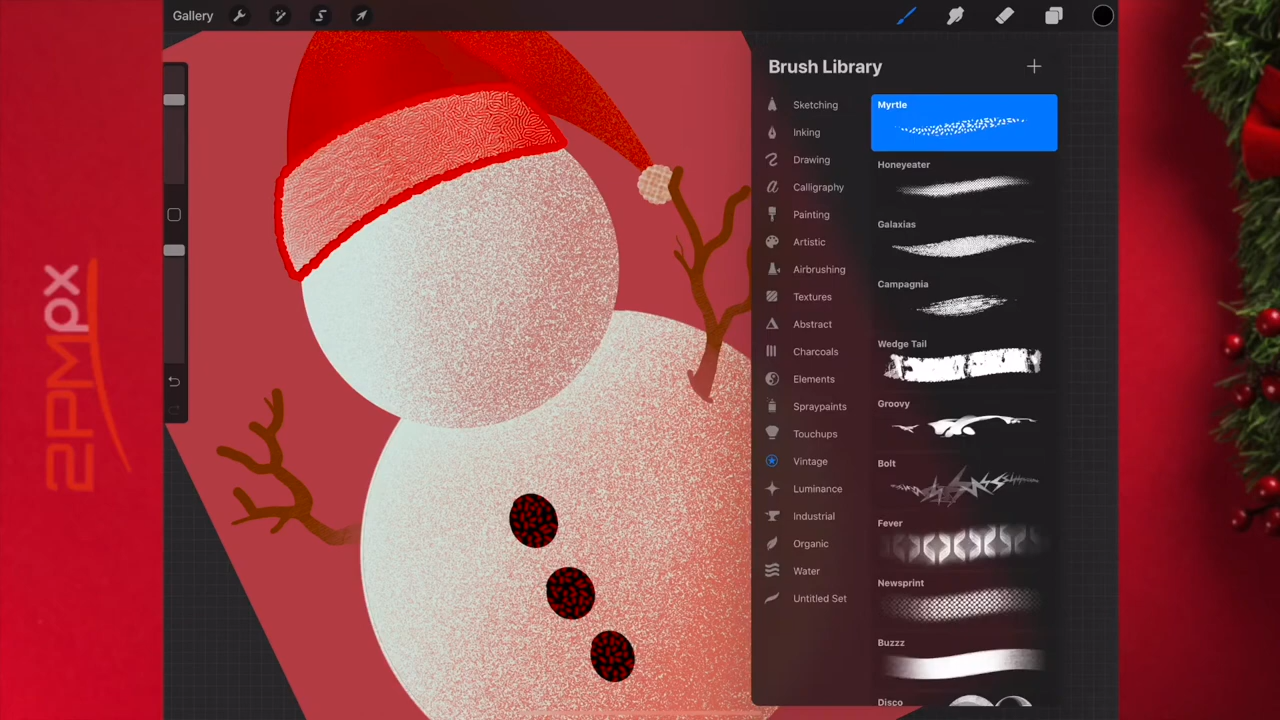 Gallery
Brush Library
Sketching
Inking
Drawing
Calligraphy
Painting
Artistic
Airbrushing
Textures
Abstract
Charcoals
Elements
Spraypaints
Touchups
Vintage
Luminance
Industrial
Organic
Water
Untitled Set
Myrtle
Honeyeater
Galaxias
Campagnia
Wedge Tail
Groovy
Bolt
Fever
Newsprint
Buzzz
Disco
2PMpx